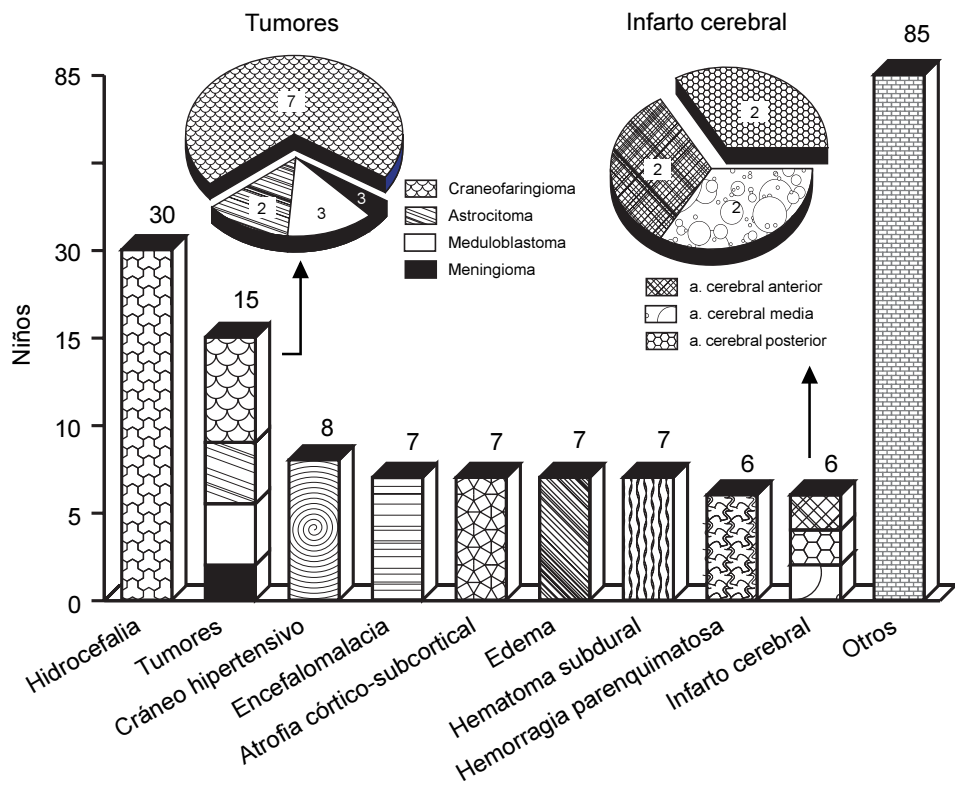 Tumores
Infarto cerebral
7
2
3
3
Craneofaringioma
Astrocitoma
Meduloblastoma
Meningioma
2
2
2
a. cerebral anterior
a. cerebral media
a. cerebral posterior
Niños
85
30
15
10
5
0
30
15
8
7
7
7
7
6
6
85
Hidrocefalia
Tumores
Cráneo hipertensivo
Encefalomalacia
Atrofia córtico-subcortical
Edema
Hematoma subdural
Hemorragia parenquimatosa
Infarto cerebral
Otros